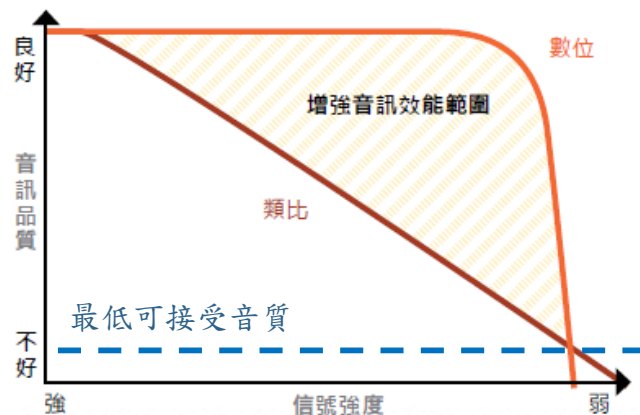 良好
數位
增強音訊效能範圍
音訊品質
類比
最低可接受音質
不好
強
信號強度
弱